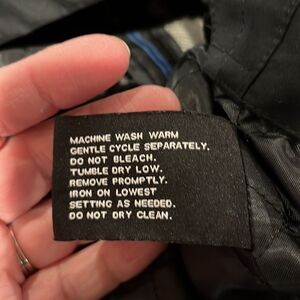 MACHINE WASH WARM
GENTLE CYCLE SEPARATELY.
DO NOT BLEACH.
TUMBLE DRY LOW.
REMOVE PROMPTLY.
IRON ON LOWEST
SETTING AS NEEDED.
DO NOT DRY CLEAN.